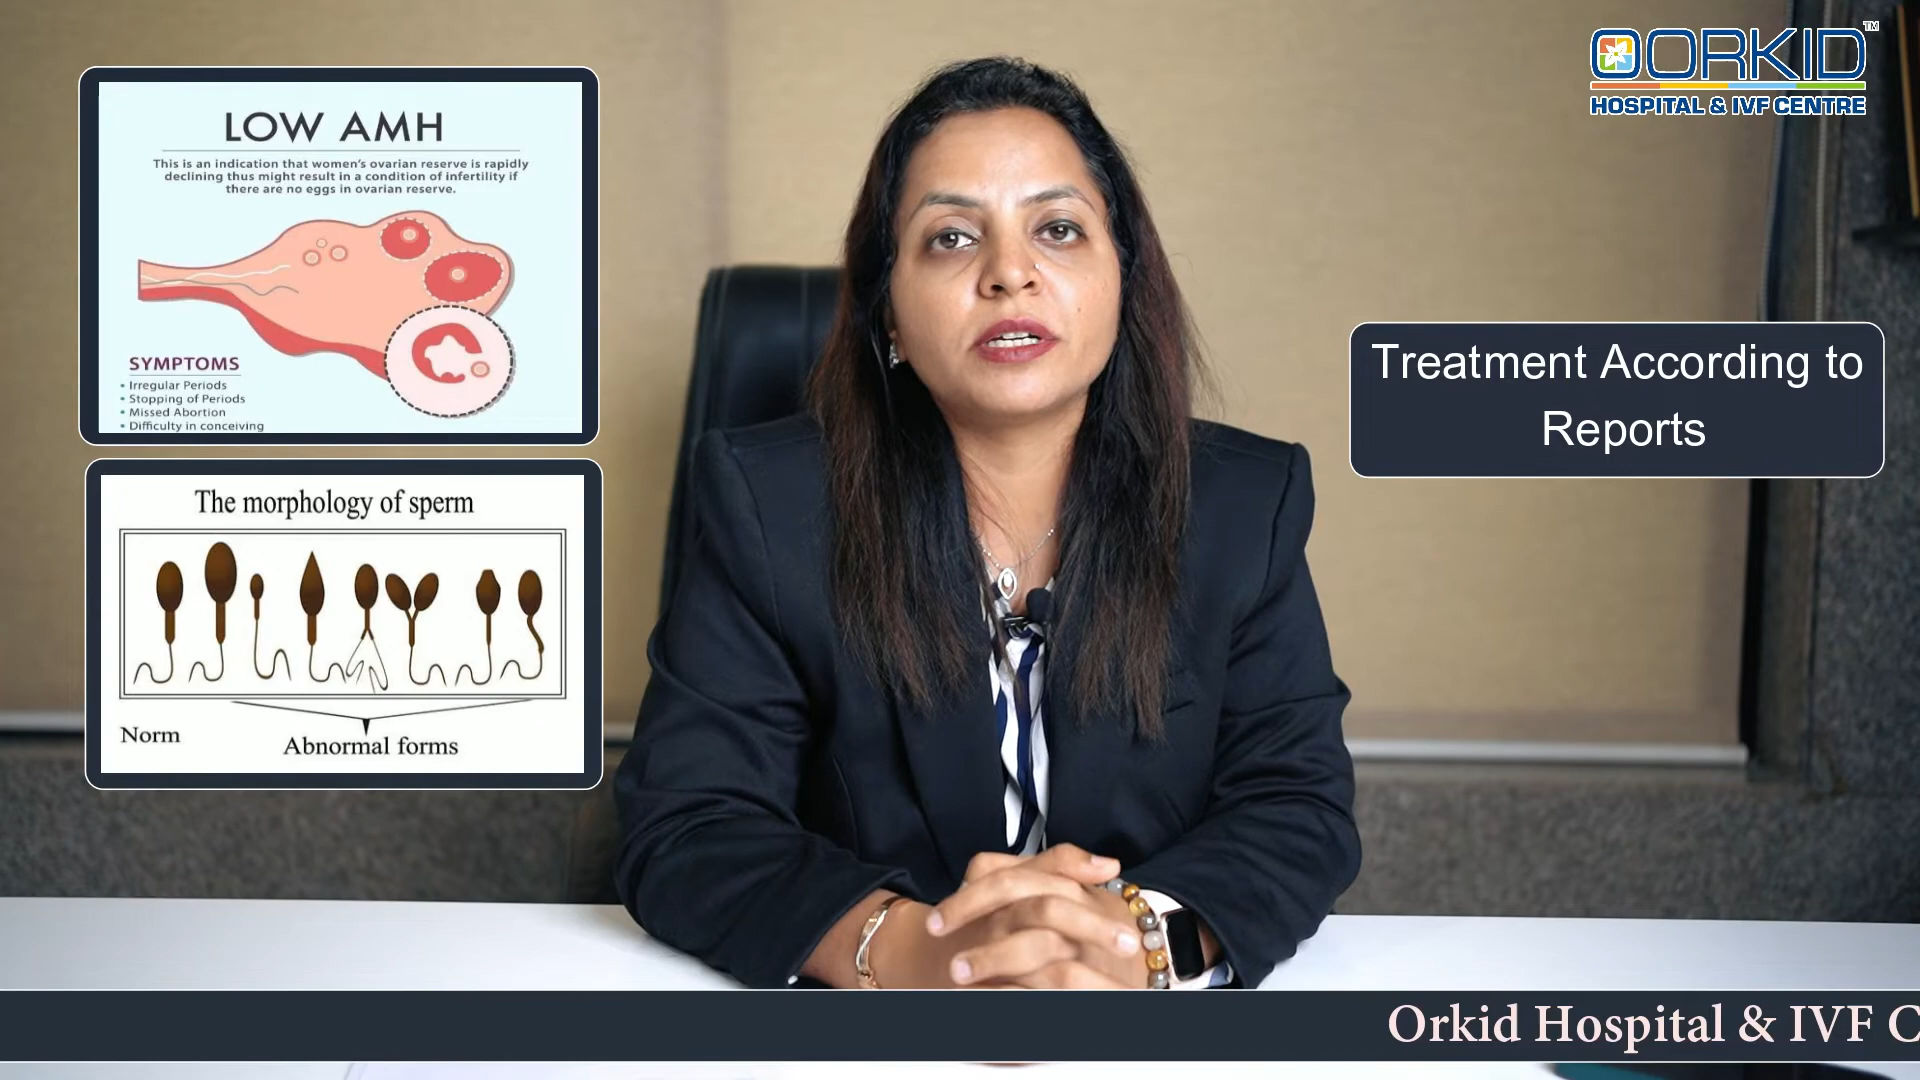 LOW AMH
This is an indication that women's ovarian reserve is rapidly
declining thus might result in a condition of infertility if
there are no eggs in ovarian reserve.
SYMPTOMS
• Irregular Periods
• Stopping of Periods
• Missed Abortion
• Difficulty in conceiving
The morphology of sperm
Norm
Abnormal forms
ORKID TM
HOSPITAL & IVF CENTRE
Treatment According to
Reports
Orkid Hospital & IVF C